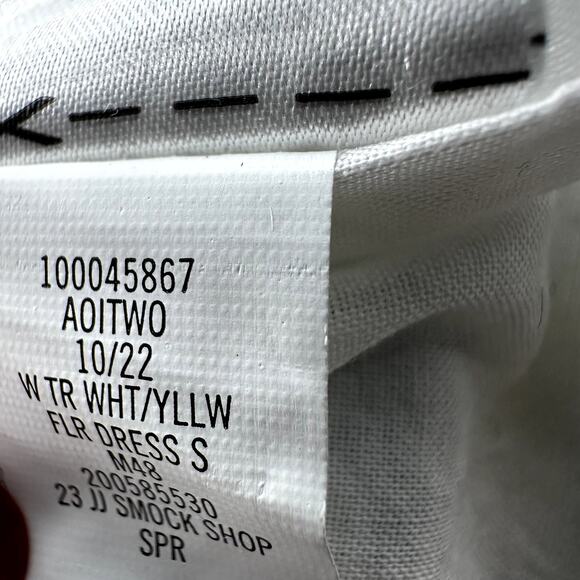 100045867
AOITWO
10/22
W TR WHT/YLLW
FLR DRESS S
M48
200585530
23 JJ SMOCK SHOP
SPR